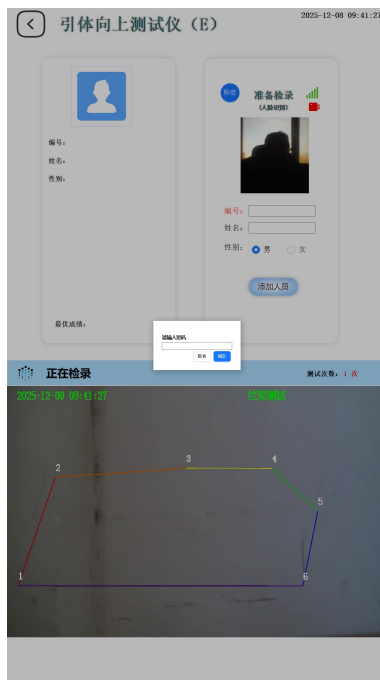 引体向上测试仪（E）
2025-12-08 09:41:27
标定
准备检录
(人脸识别)
编号：
姓名：
性别：
编号：
姓名：
性别： 男 女
添加人员
最优成绩：
请输入密码
取消 确定
正在检录
测试次数：1 次
2025-12-08 09:41:27
结束测试
1
2
3
4
5
6